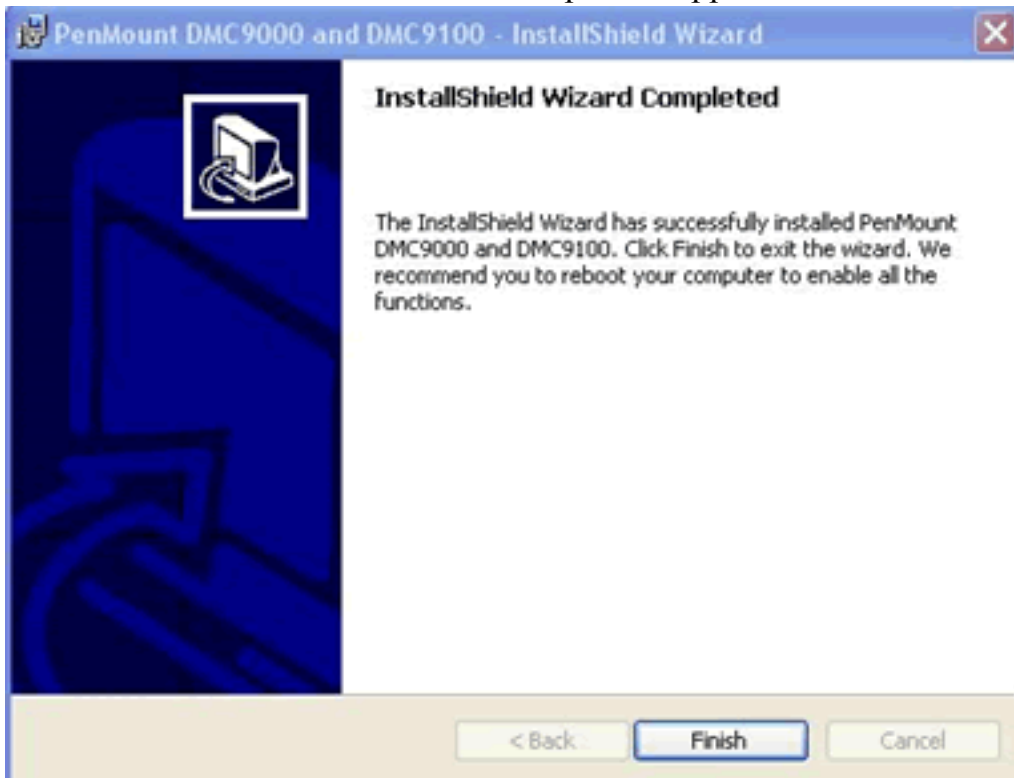 PenMount DMC9000 and DMC9100 - InstallShield Wizard
InstallShield Wizard Completed
The InstallShield Wizard has successfully installed PenMount
DMC9000 and DMC9100. Click Finish to exit the wizard. We
recommend you to reboot your computer to enable all the
functions.
< Back
Finish
Cancel